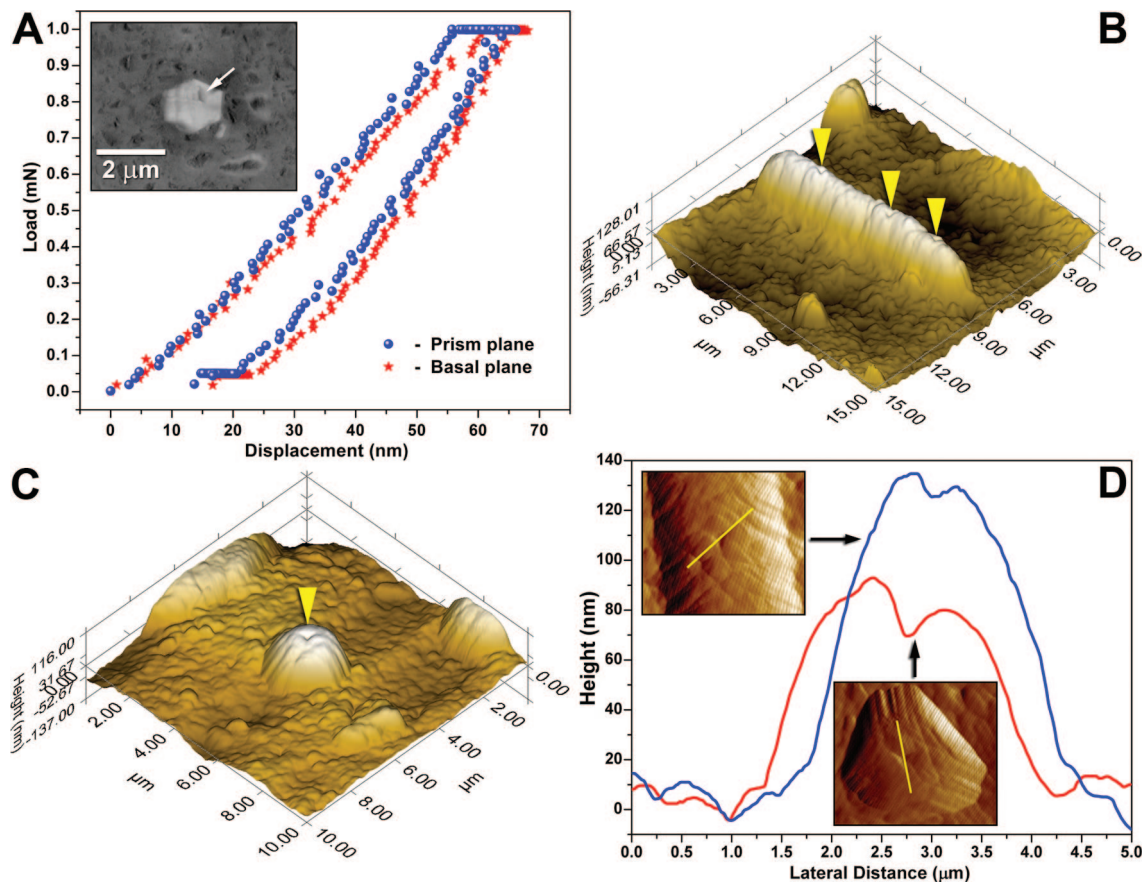 A
1.0
0.9
0.8
0.7
0.6
0.5
0.4
0.3
0.2
0.1
0.0
Load (mN)
2 μm
- Prism plane
- Basal plane
0 10 20 30 40 50 60 70
Displacement (nm)
B
128.01
66.57
5.13
-56.31
Height (nm)
0.00
3.00
6.00
9.00
12.00
15.00
μm
0.00
3.00
6.00
9.00
12.00
15.00
μm
C
116.00
31.67
-52.67
-137.00
Height (nm)
0.00
2.00
4.00
6.00
8.00
10.00
μm
0.00
2.00
4.00
6.00
8.00
10.00
μm
D
140
120
100
80
60
40
20
0
Height (nm)
0.0 0.5 1.0 1.5 2.0 2.5 3.0 3.5 4.0 4.5 5.0
Lateral Distance (μm)